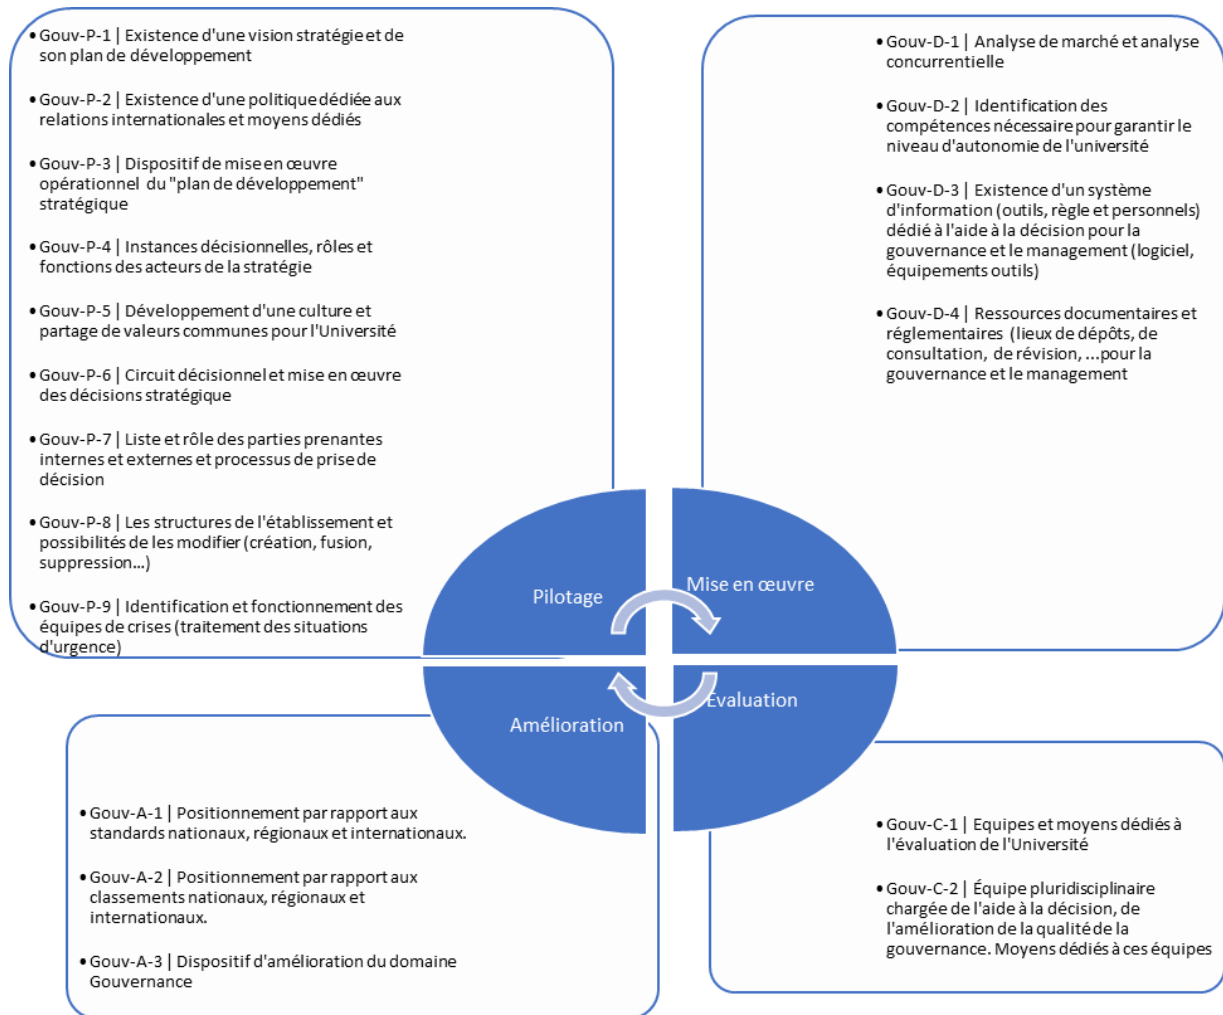 • Gouv-P-1 | Existence d'une vision stratégie et de
son plan de développement
• Gouv-P-2 | Existence d'une politique dédiée aux
relations internationales et moyens dédiés
• Gouv-P-3 | Dispositif de mise en œuvre
opérationnel du "plan de développement"
stratégique
• Gouv-P-4 | Instances décisionnelles, rôles et
fonctions des acteurs de la stratégie
• Gouv-P-5 | Développement d'une culture et
partage de valeurs communes pour l'Université
• Gouv-P-6 | Circuit décisionnel et mise en œuvre
des décisions stratégique
• Gouv-P-7 | Liste et rôle des parties prenantes
internes et externes et processus de prise de
décision
• Gouv-P-8 | Les structures de l'établissement et
possibilités de les modifier (création, fusion,
suppression...)
• Gouv-P-9 | Identification et fonctionnement des
équipes de crises (traitement des situations
d'urgence)
• Gouv-D-1 | Analyse de marché et analyse
concurrentielle
• Gouv-D-2 | Identification des
compétences nécessaire pour garantir le
niveau d'autonomie de l'université
• Gouv-D-3 | Existence d'un système
d'information (outils, règle et personnels)
dédié à l'aide à la décision pour la
gouvernance et le management (logiciel,
équipements outils)
• Gouv-D-4 | Ressources documentaires et
réglementaires (lieux de dépôts, de
consultation, de révision, ...pour la
gouvernance et le management
Pilotage
Mise en œuvre
Amélioration
Evaluation
• Gouv-A-1 | Positionnement par rapport aux
standards nationaux, régionaux et internationaux.
• Gouv-A-2 | Positionnement par rapport aux
classements nationaux, régionaux et
internationaux.
• Gouv-A-3 | Dispositif d'amélioration du domaine
Gouvernance
• Gouv-C-1 | Equipes et moyens dédiés à
l'évaluation de l'Université
• Gouv-C-2 | Équipe pluridisciplinaire
chargée de l'aide à la décision, de
l'amélioration de la qualité de la
gouvernance. Moyens dédiés à ces équipes